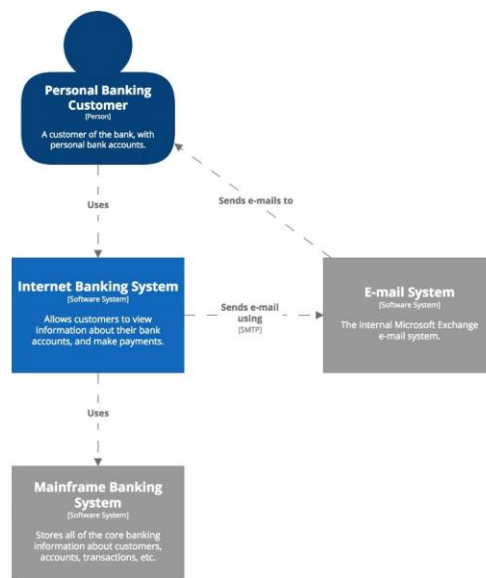 Personal Banking
Customer
[Person]
A customer of the bank, with
personal bank accounts.
Sends e-mails to
Uses
Internet Banking System
[Software System]
Allows customers to view
information about their bank
accounts, and make payments.
Sends e-mail
using
[SMTP]
E-mail System
[Software System]
The internal Microsoft Exchange
e-mail system.
Uses
Mainframe Banking
System
[Software System]
Stores all of the core banking
information about customers,
accounts, transactions, etc.